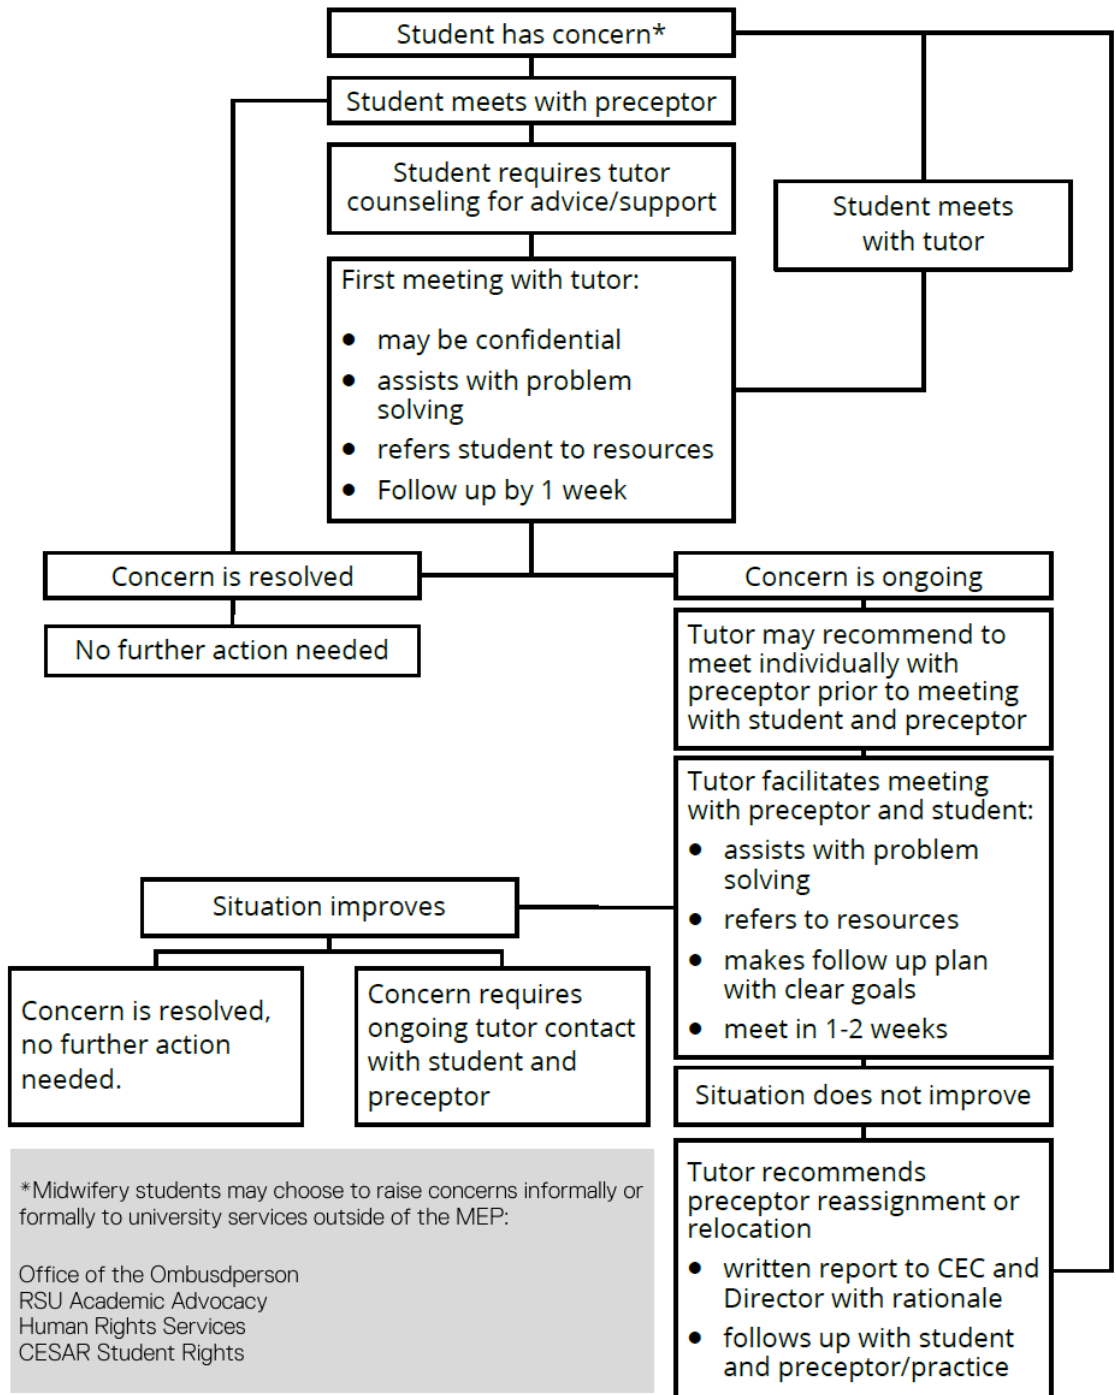 Student has concern*
Student meets with preceptor
Student requires tutor
counseling for advice/support
Student meets
with tutor
First meeting with tutor:
• may be confidential
• assists with problem
solving
• refers student to resources
• Follow up by 1 week
Concern is resolved
Concern is ongoing
No further action needed
Tutor may recommend to
meet individually with
preceptor prior to meeting
with student and preceptor
Tutor facilitates meeting
with preceptor and student:
• assists with problem
solving
• refers to resources
• makes follow up plan
with clear goals
• meet in 1-2 weeks
Situation improves
Concern is resolved,
no further action
needed.
Concern requires
ongoing tutor contact
with student and
preceptor
Situation does not improve
Tutor recommends
preceptor reassignment or
relocation
• written report to CEC and
Director with rationale
• follows up with student
and preceptor/practice
*Midwifery students may choose to raise concerns informally or
formally to university services outside of the MEP:
Office of the Ombusdperson
RSU Academic Advocacy
Human Rights Services
CESAR Student Rights